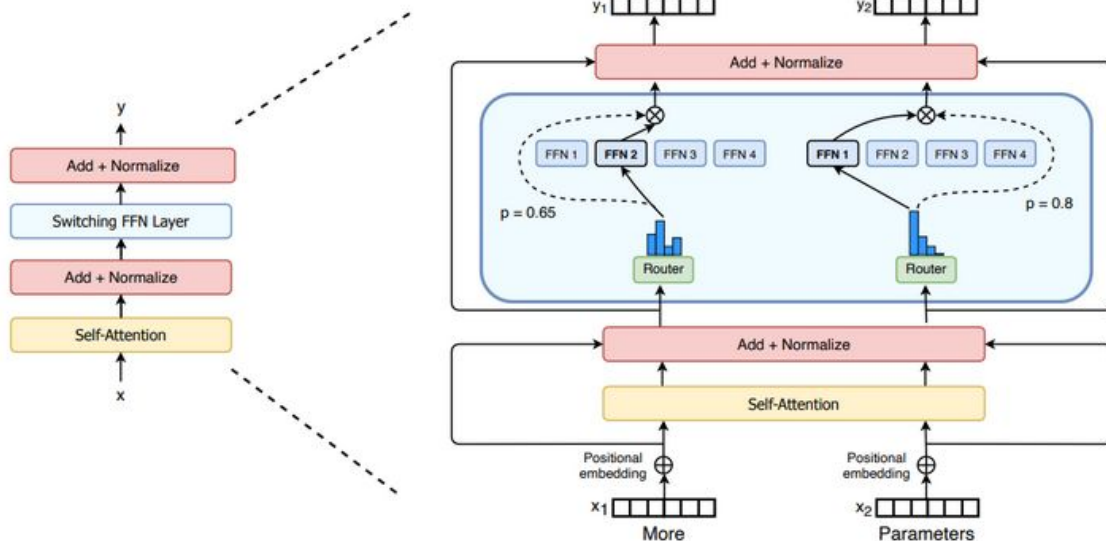 y
Add + Normalize
Switching FFN Layer
Add + Normalize
Self-Attention
x
y1 y2
Add + Normalize
FFN 1 FFN 2 FFN 3 FFN 4 FFN 1 FFN 2 FFN 3 FFN 4
p = 0.65 p = 0.8
Router Router
Add + Normalize
Self-Attention
Positional embedding Positional embedding
x1 x2
More Parameters